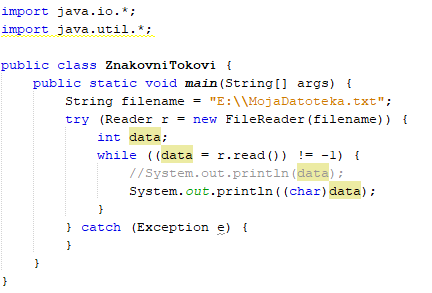 import java.io.*;
import java.util.*;
public class ZnakovniTokovi {
public static void main(String[] args) {
String filename = "E:\\MojaDatoteka.txt";
try (Reader r = new FileReader(filename)) {
int data;
while ((data = r.read()) != -1) {
//System.out.println(data);
System.out.println((char)data);
}
} catch (Exception e) {
}
}
}